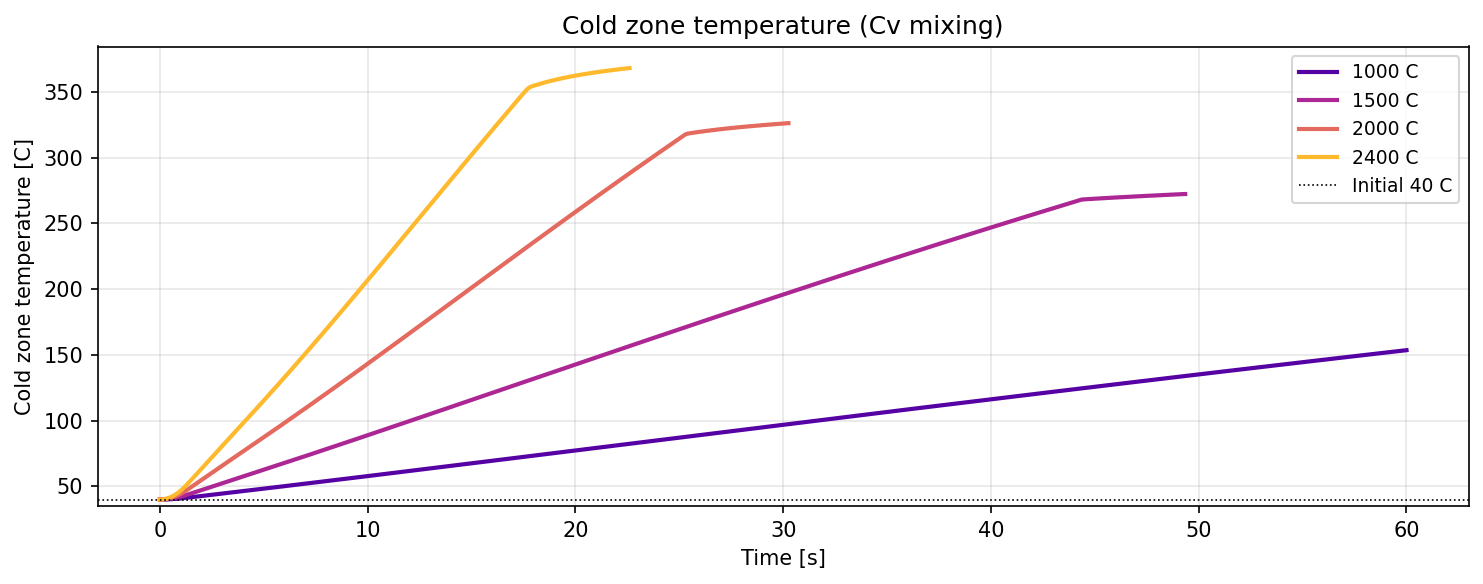 Cold zone temperature (Cv mixing)
Cold zone temperature [C]
350
300
250
200
150
100
50
1000 C
1500 C
2000 C
2400 C
Initial 40 C
0 10 20 30 40 50 60
Time [s]